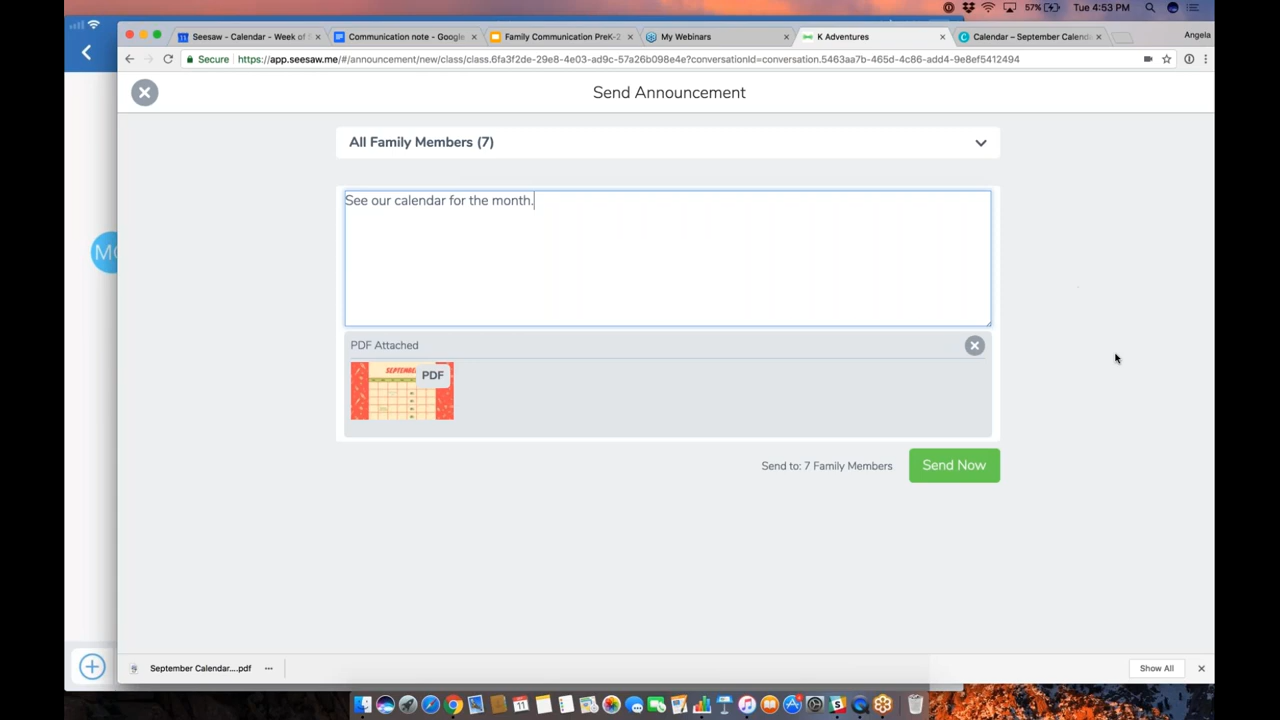 57%
Tue 4:53 PM
Seesaw - Calendar - Week of S
Communication note - Google
Family Communication PreK-2
My Webinars
K Adventures
Calendar – September Calend
Angela
Secure
https://app.seesaw.me/#/announcement/new/class/class.6fa3f2de-29e8-4e03-ad9c-57a26b098e4e?conversationId=conversation.5463aa7b-465d-4c86-add4-9e8ef5412494
Send Announcement
All Family Members (7)
See our calendar for the month.
MC
PDF Attached
SEPTEMBE
PDF
Send to: 7 Family Members
Send Now
September Calendar....pdf
Show All